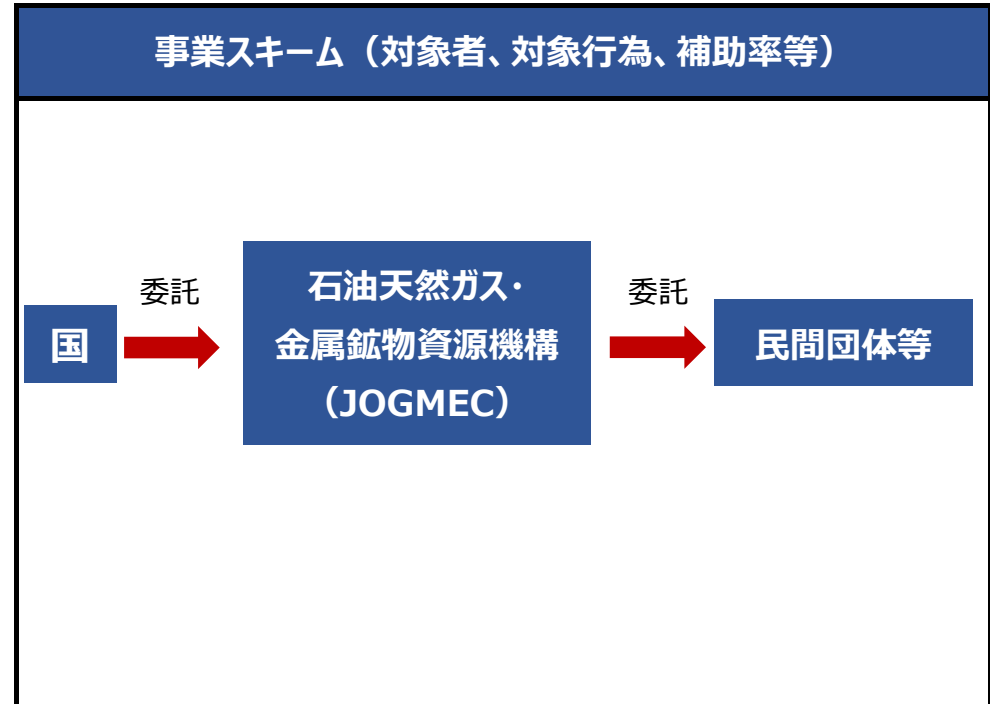 事業スキーム（対象者、対象行為、補助率等）
国
委託
石油天然ガス・
金属鉱物資源機構
（JOGMEC）
委託
民間団体等